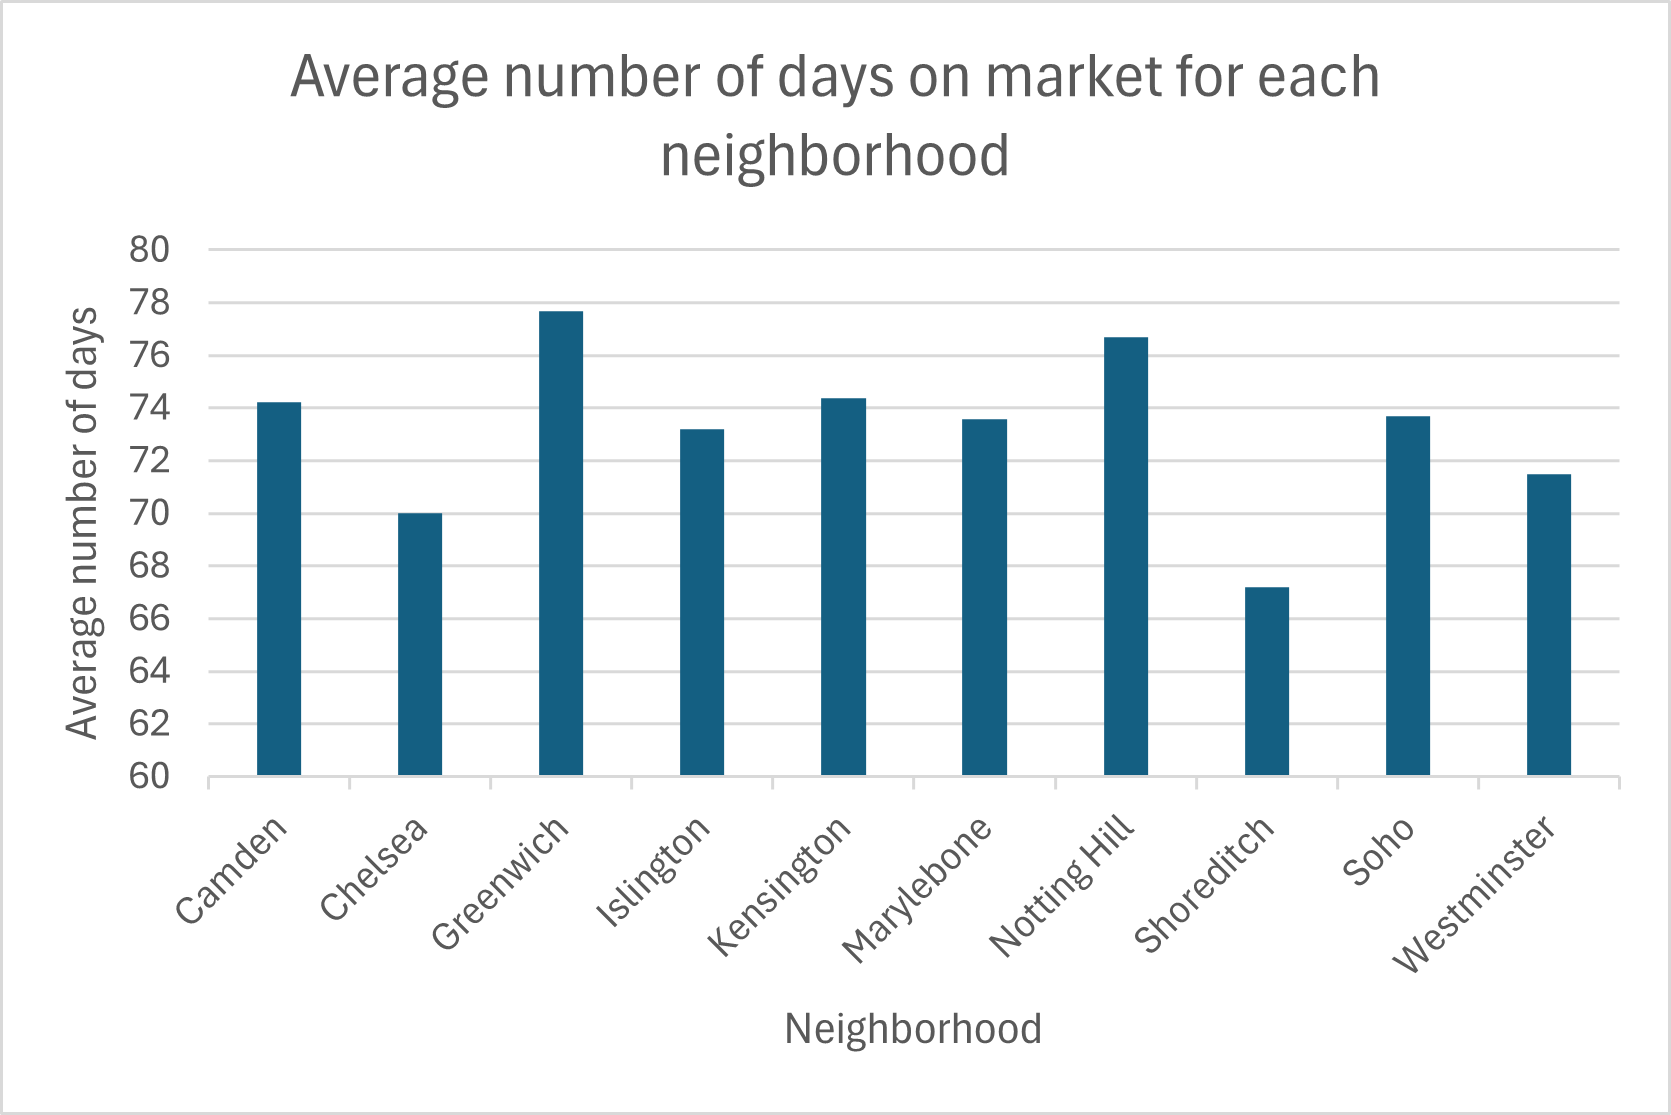 Average number of days on market for each
neighborhood
80
78
76
74
72
70
68
66
64
62
60
Average number of days
Camden
Chelsea
Greenwich
Islington
Kensington
Marylebone
Notting Hill
Shoreditch
Soho
Westminster
Neighborhood